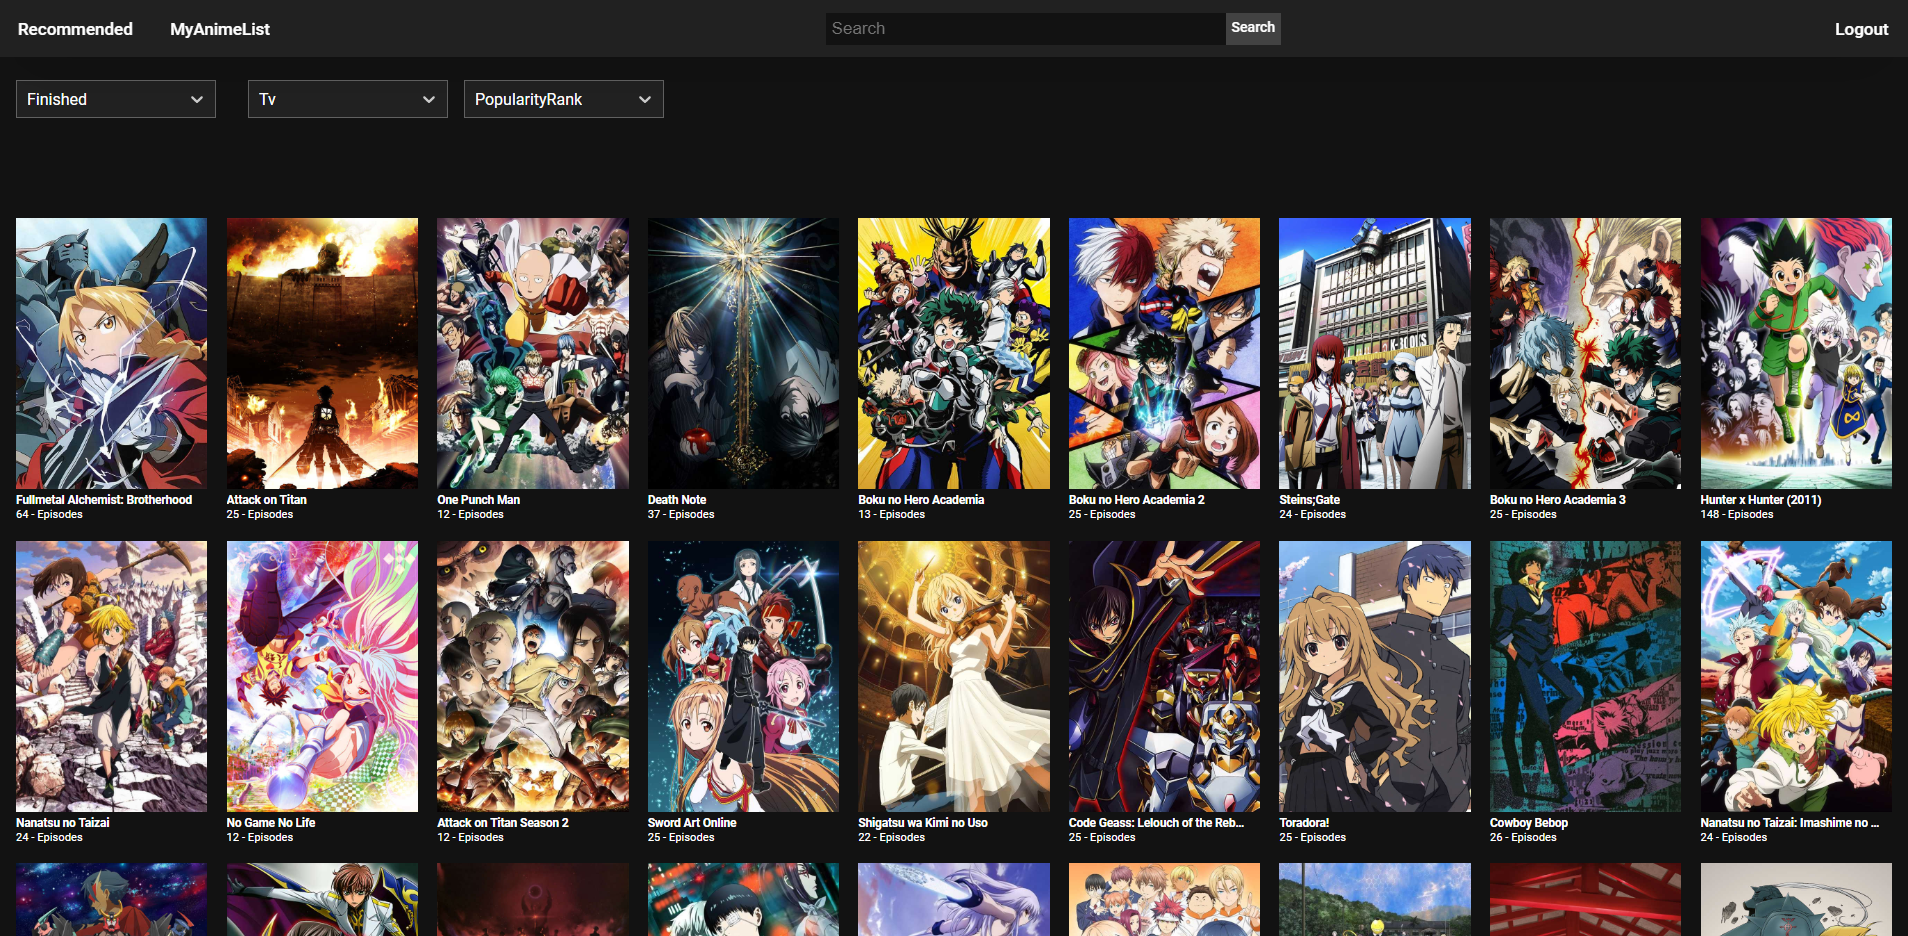 Recommended
MyAnimeList
Search
Search
Logout
Finished
Tv
PopularityRank
Fullmetal Alchemist: Brotherhood
64 - Episodes
Attack on Titan
25 - Episodes
One Punch Man
12 - Episodes
Death Note
37 - Episodes
Boku no Hero Academia
13 - Episodes
Boku no Hero Academia 2
25 - Episodes
Steins;Gate
24 - Episodes
Boku no Hero Academia 3
25 - Episodes
Hunter x Hunter (2011)
148 - Episodes
Nanatsu no Taizai
24 - Episodes
No Game No Life
12 - Episodes
Attack on Titan Season 2
12 - Episodes
Sword Art Online
25 - Episodes
Shigatsu wa Kimi no Uso
22 - Episodes
Code Geass: Lelouch of the Reb...
25 - Episodes
Toradora!
25 - Episodes
Cowboy Bebop
26 - Episodes
Nanatsu no Taizai: Imashime no ...
24 - Episodes